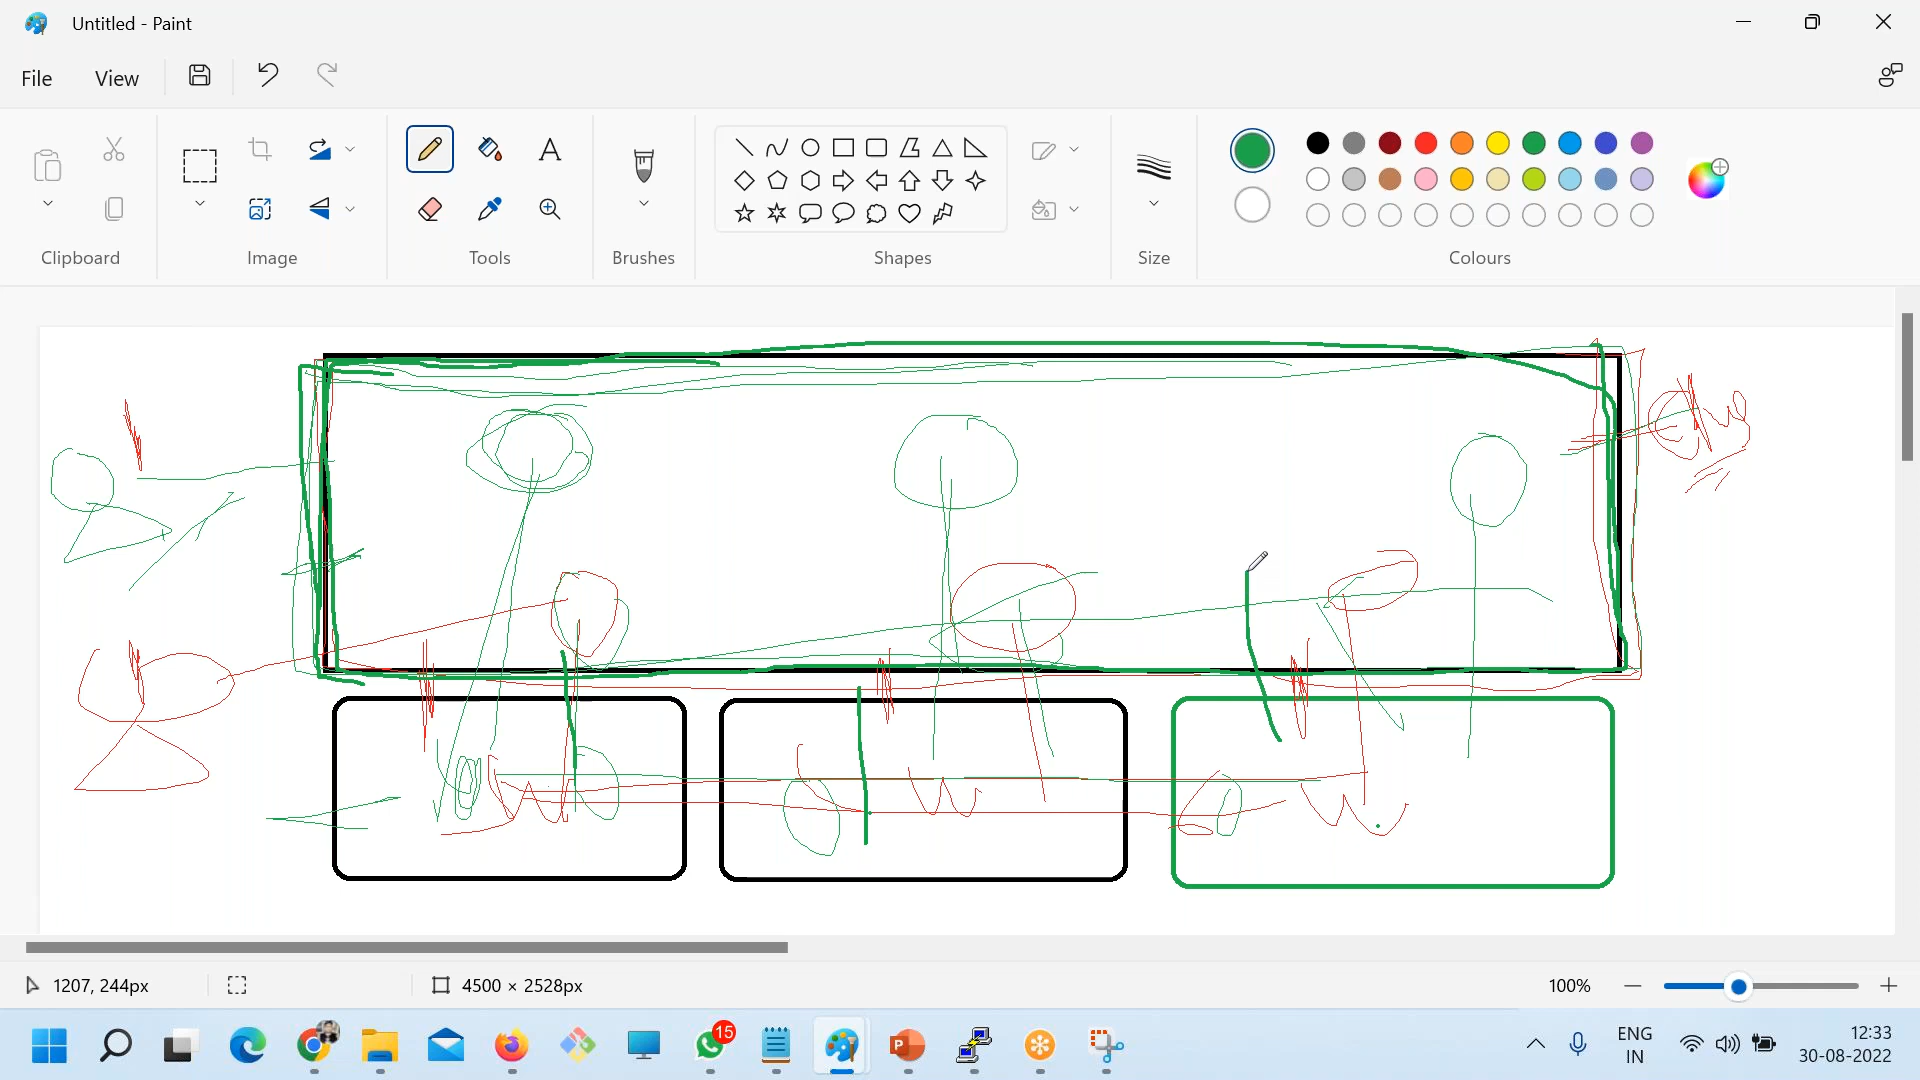 Untitled - Paint
File View
Clipboard Image Tools Brushes Shapes Size Colours
W W W
1207, 244px 4500 × 2528px 100%
15
P
ENG 12:33
IN 30-08-2022